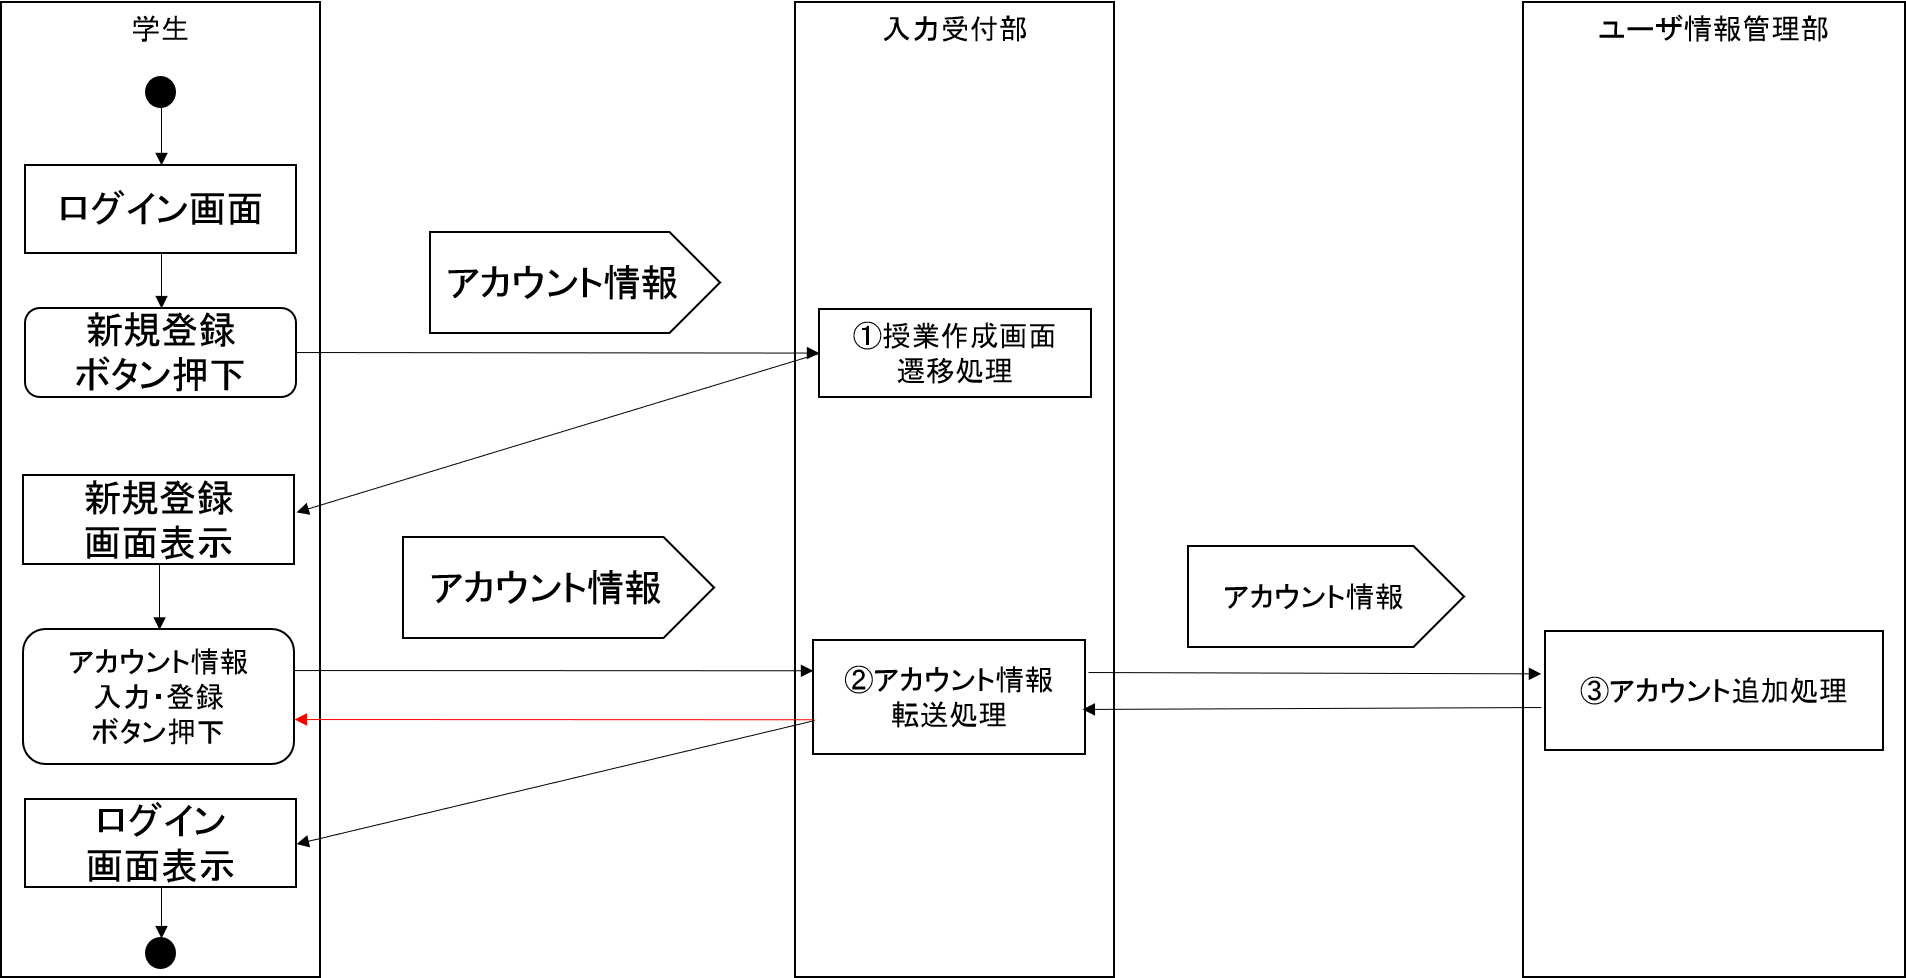 学生
入力受付部
ユーザ情報管理部
ログイン画面
アカウント情報
新規登録
ボタン押下
①授業作成画面
遷移処理
新規登録
画面表示
アカウント情報
アカウント情報
アカウント情報
入力・登録
ボタン押下
②アカウント情報
転送処理
③アカウント追加処理
ログイン
画面表示